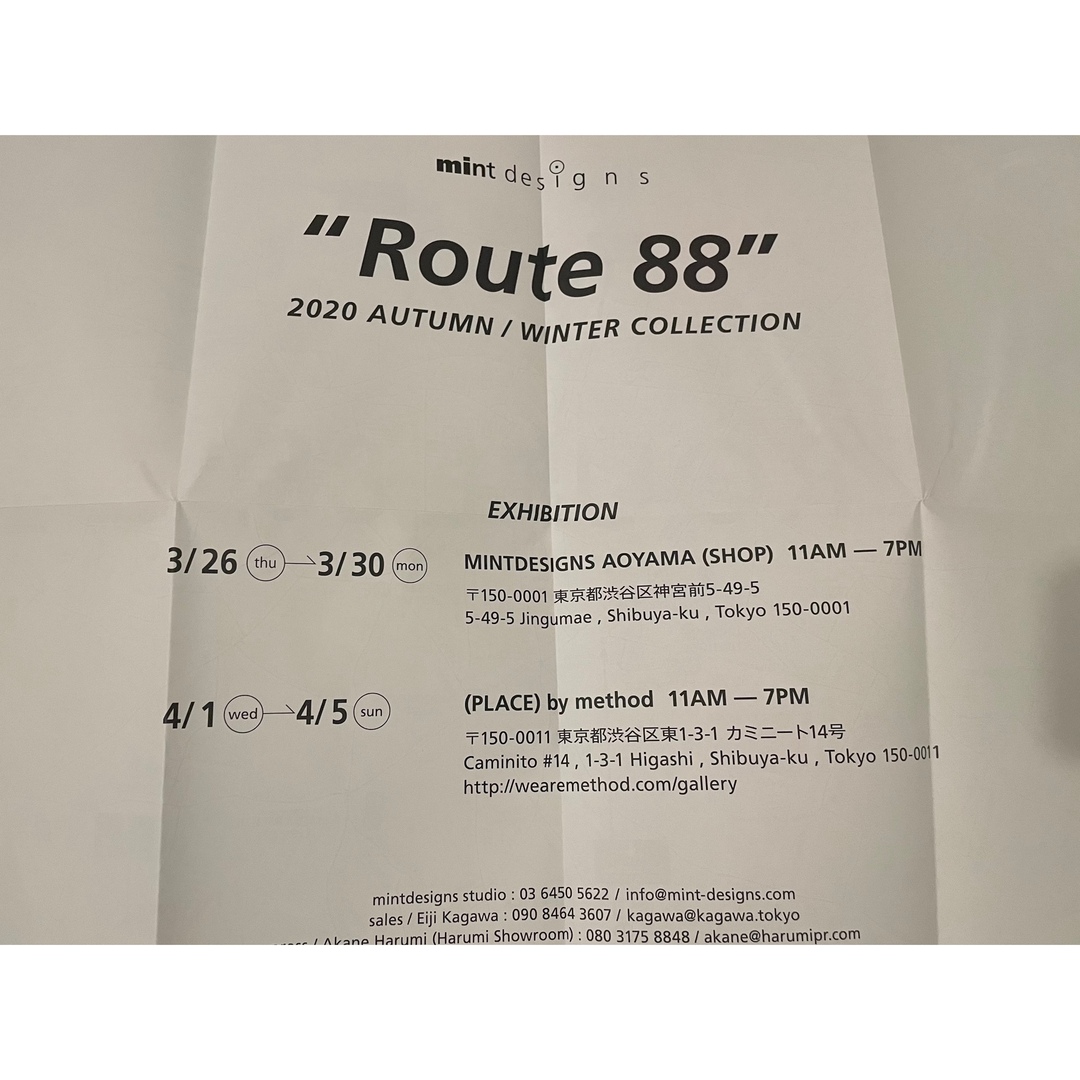 mint designs
"Route 88"
2020 AUTUMN / WINTER COLLECTION
EXHIBITION
3/26 thu → 3/30 mon
MINTDESIGNS AOYAMA (SHOP) 11AM — 7PM
〒150-0001 東京都渋谷区神宮前5-49-5
5-49-5 Jingumae , Shibuya-ku , Tokyo 150-0001
4/1 wed → 4/5 sun
(PLACE) by method 11AM — 7PM
〒150-0011 東京都渋谷区東1-3-1 カミニート14号
Caminito #14 , 1-3-1 Higashi , Shibuya-ku , Tokyo 150-0011
http://wearemethod.com/gallery
mintdesigns studio : 03 6450 5622 / info@mint-designs.com
sales / Eiji Kagawa : 090 8464 3607 / kagawa@kagawa.tokyo
/ Akane Harumi (Harumi Showroom) : 080 3175 8848 / akane@harumipr.com